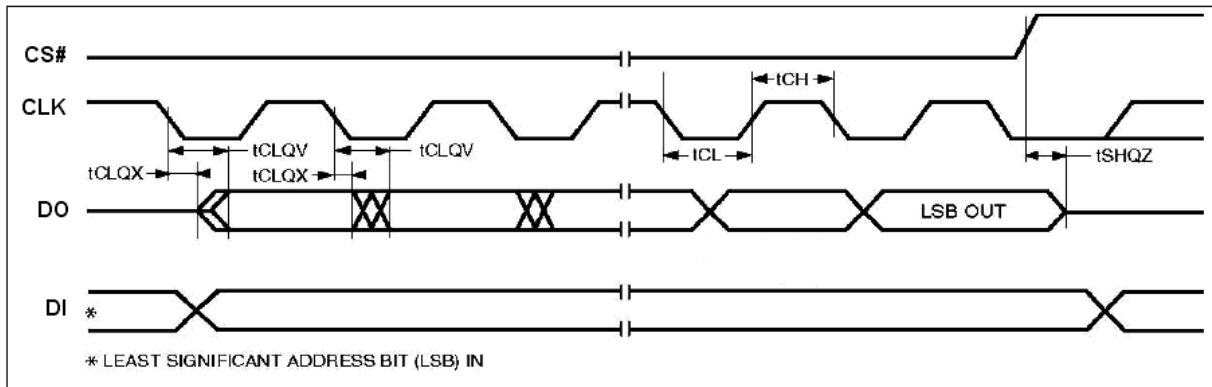 CS#
tCH
CLK
tCLQV
tCLQV
tCL
tSHQZ
tCLQX
tCLQX
DO
LSB OUT
DI
*
* LEAST SIGNIFICANT ADDRESS BIT (LSB) IN